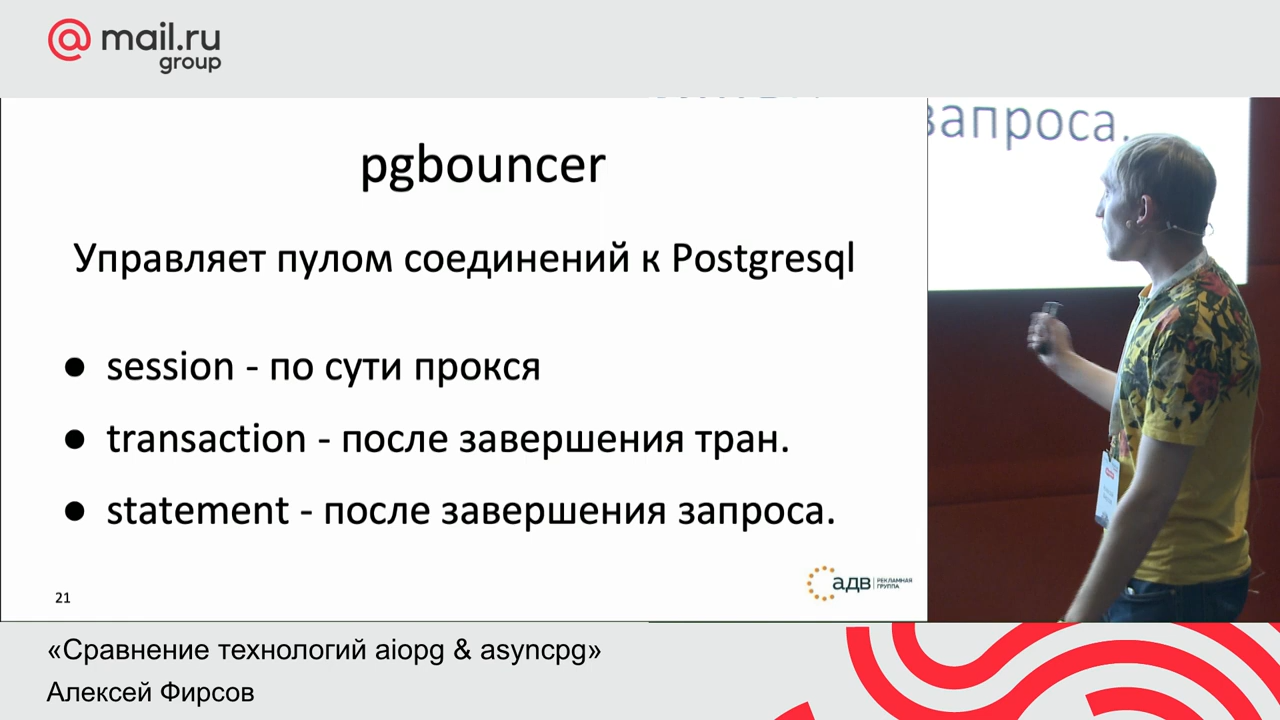 @mail.ru
group
pgbouncer
Управляет пулом соединений к Postgresql
● session - по сути прокся
● transaction - после завершения тран.
● statement - после завершения запроса.
21
адв РЕКЛАМНАЯ
ГРУППА
запроса.
«Сравнение технологий aiopg & asyncpg»
Алексей Фирсов